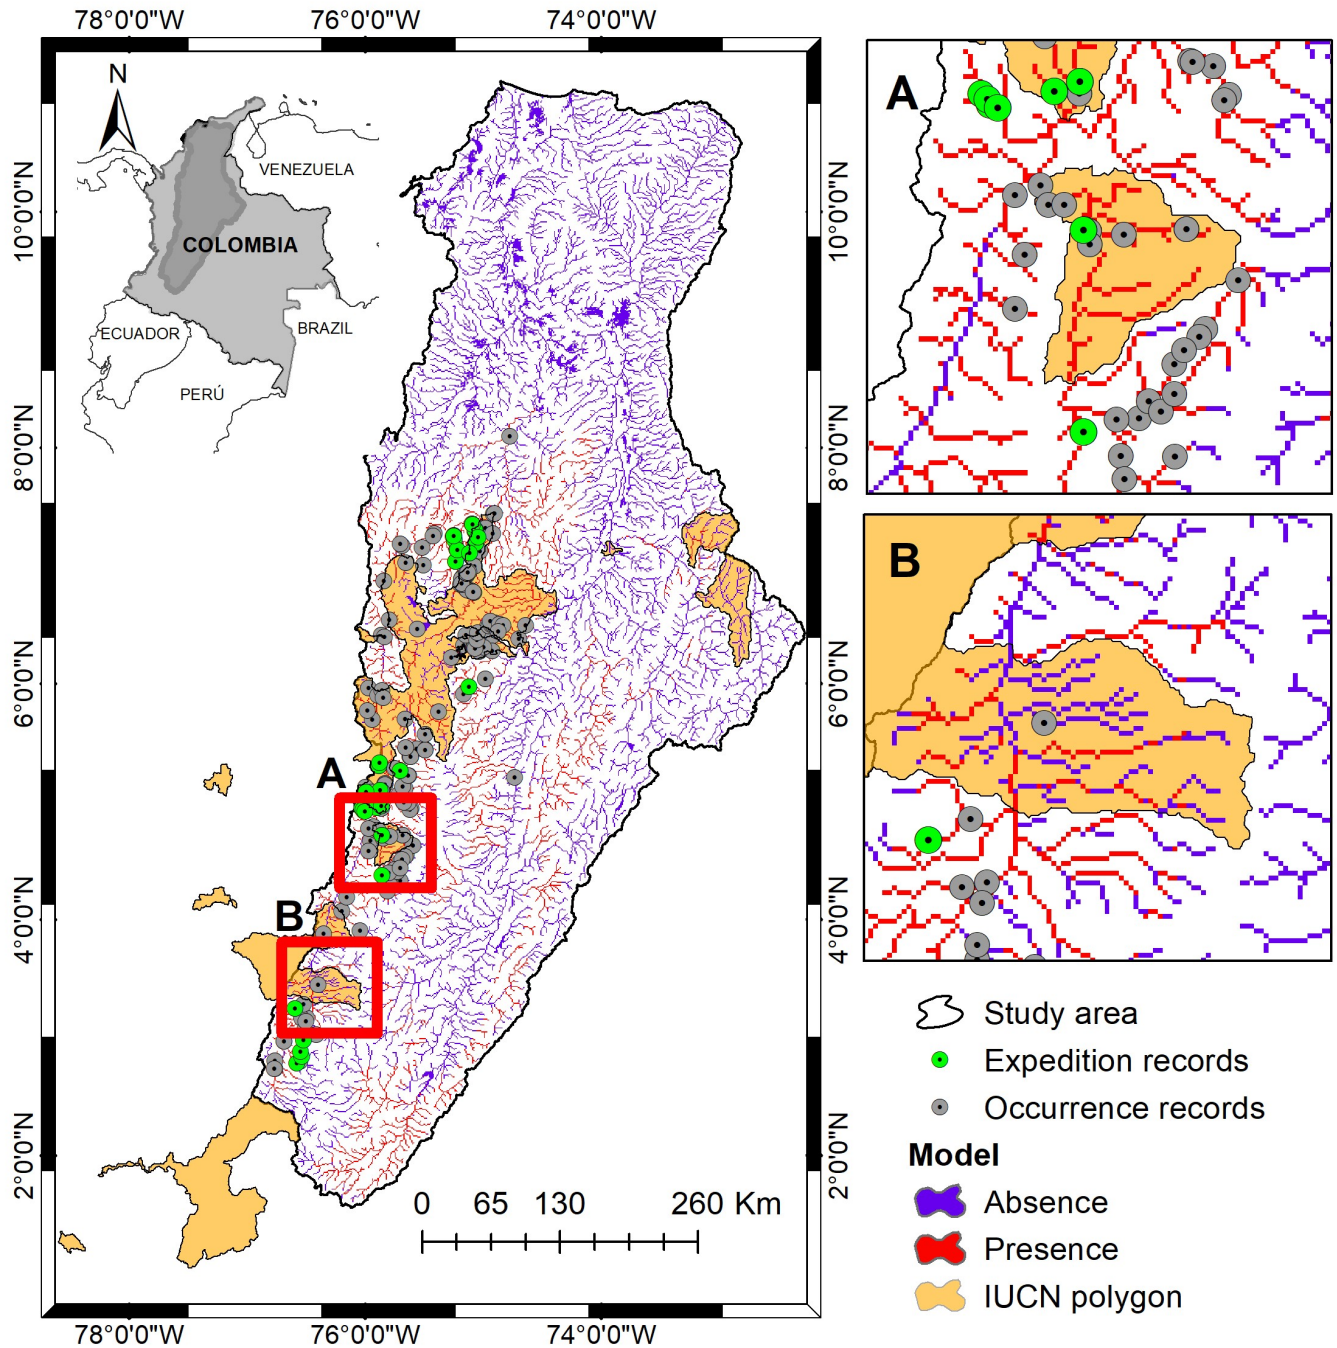 78°0'0"W 76°0'0"W 74°0'0"W
N
VENEZUELA
COLOMBIA
ECUADOR
BRAZIL
PERÚ
10°0'0"N
8°0'0"N
6°0'0"N
4°0'0"N
2°0'0"N
A
B
0 65 130 260 Km
78°0'0"W 76°0'0"W 74°0'0"W
10°0'0"N
8°0'0"N
6°0'0"N
4°0'0"N
2°0'0"N
A
B
Study area
Expedition records
Occurrence records
Model
Absence
Presence
IUCN polygon